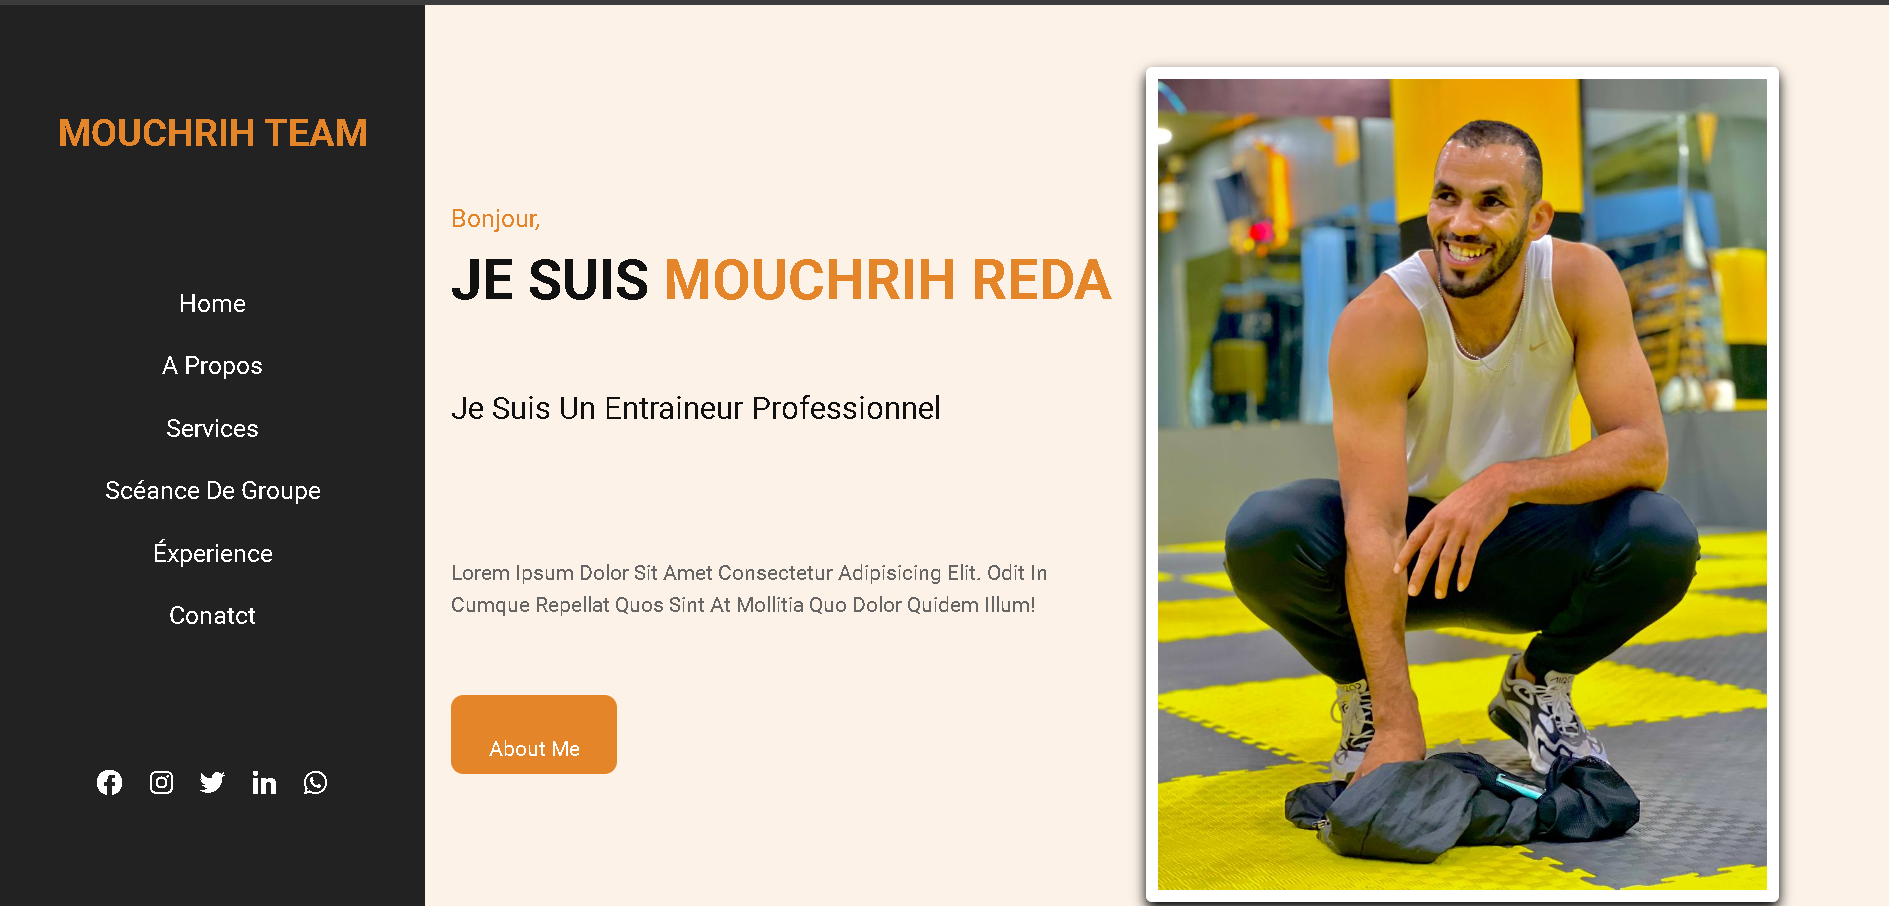 MOUCHRIH TEAM
Home
A Propos
Services
Scéance De Groupe
Éxperience
Conatct
Bonjour,
JE SUIS MOUCHRIH REDA
Je Suis Un Entraineur Professionnel
Lorem Ipsum Dolor Sit Amet Consectetur Adipisicing Elit. Odit In
Cumque Repellat Quos Sint At Mollitia Quo Dolor Quidem Illum!
About Me